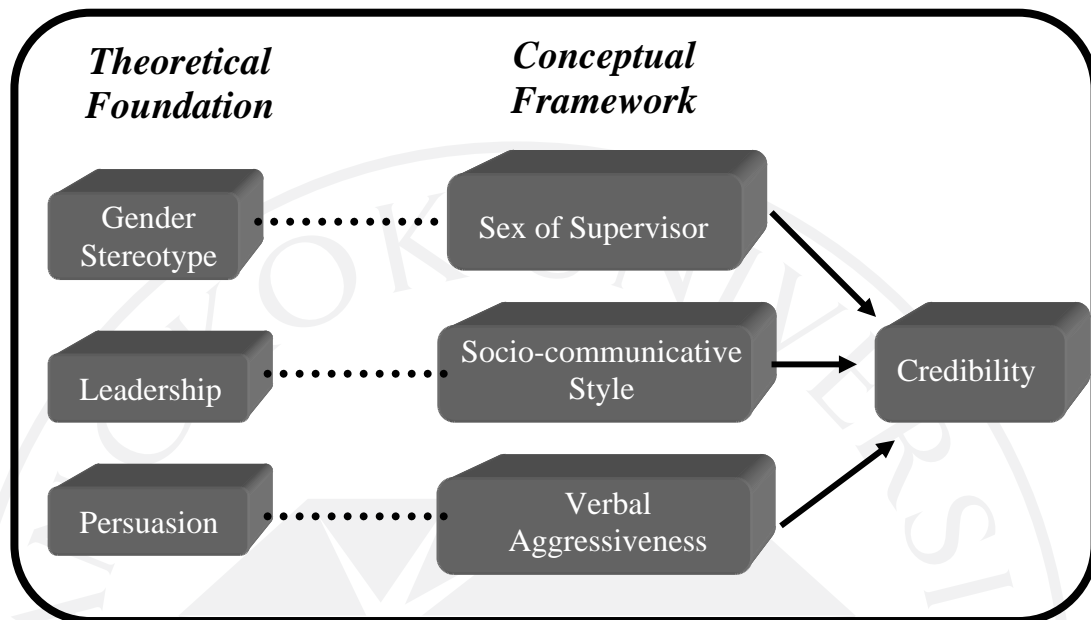 Theoretical
Foundation
Conceptual
Framework
Gender
Stereotype
Sex of Supervisor
Leadership
Socio-communicative
Style
Credibility
Persuasion
Verbal
Aggressiveness